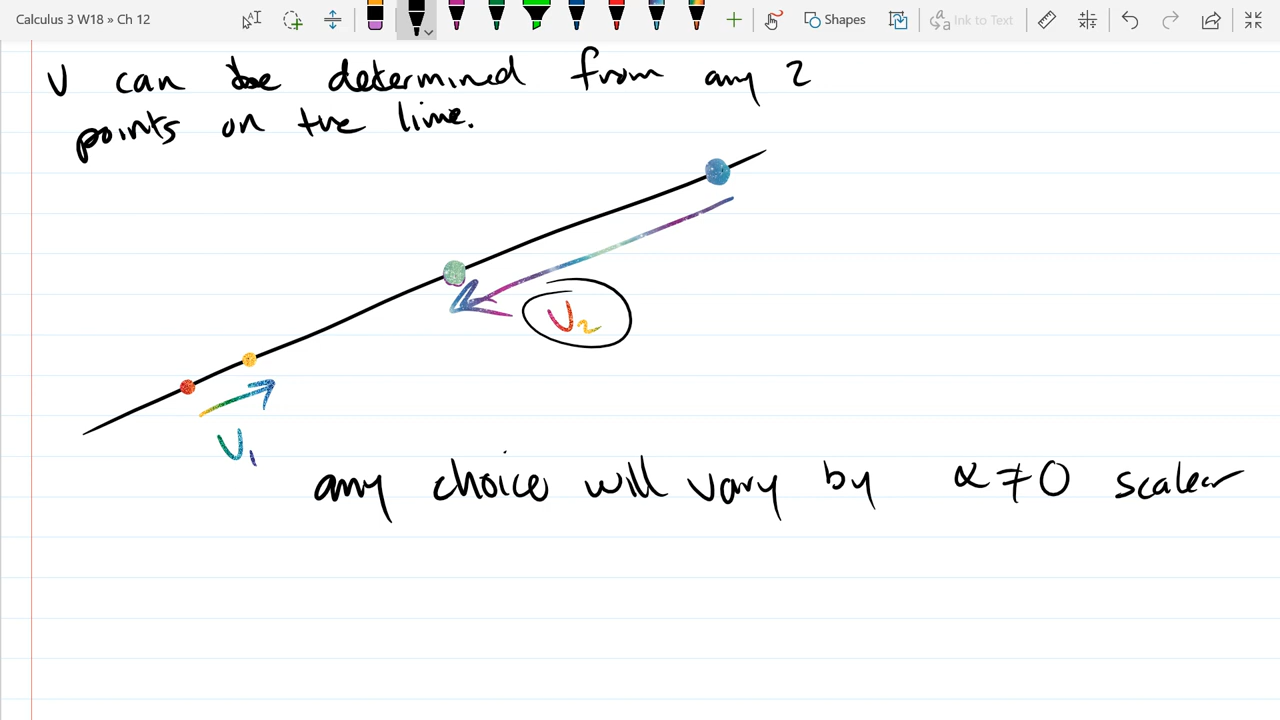 Calculus 3 W18 » Ch 12
Shapes
Ink to Text
V can be determined from any 2
points on the line.
V₂
V₁
any choice will vary by α≠0 scalar